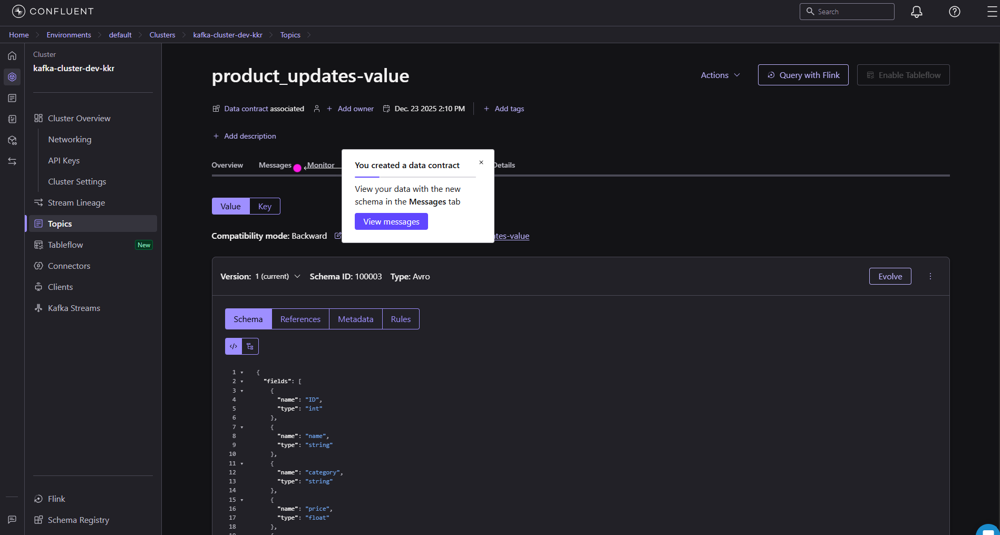 CONFLUENT
Search
Home
Environments
default
Clusters
kafka-cluster-dev-kkr
Topics
Cluster
kafka-cluster-dev-kkr
Cluster Overview
Networking
API Keys
Cluster Settings
Stream Lineage
Topics
Tableflow
New
Connectors
Clients
Kafka Streams
Flink
Schema Registry
product_updates-value
Actions
Query with Flink
Enable Tableflow
Data contract associated
+ Add owner
Dec. 23 2025 2:10 PM
+ Add tags
+ Add description
Overview
Messages
Monitor
Details
You created a data contract
View your data with the new
schema in the Messages tab
View messages
Value
Key
Compatibility mode: Backward
ates-value
Version: 1 (current)
Schema ID: 100003
Type: Avro
Evolve
Schema
References
Metadata
Rules
</>
1 {
2 "fields": [
3 {
4 "name": "ID",
5 "type": "int"
6 },
7 {
8 "name": "name",
9 "type": "string"
10 },
11 {
12 "name": "category",
13 "type": "string"
14 },
15 {
16 "name": "price",
17 "type": "float"
18 },